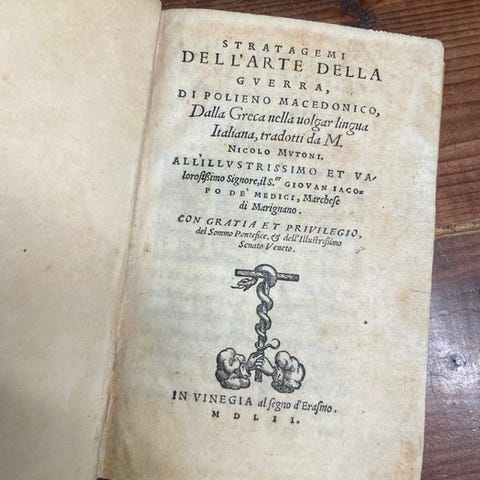 STRATAGEMI
DELL'ARTE DELLA
GVERRA,
DI POLIENO MACEDONICO,
Dalla Greca nella uolgar lingua
Italiana, tradotti da M.
NICOLO MVTONI.
ALL'ILLVSTRISSIMO ET VA-
lorosissimo Signore, il S.or GIOVAN IACO=
PO DE' MEDICI, Marchese
di Marignano.
CON GRATIA ET PRIVILEGIO,
del Sommo Pontefice, & dell'Illustrissimo
Senato Veneto.
IN VINEGIA al segno d'Erasmo.
MDLII.